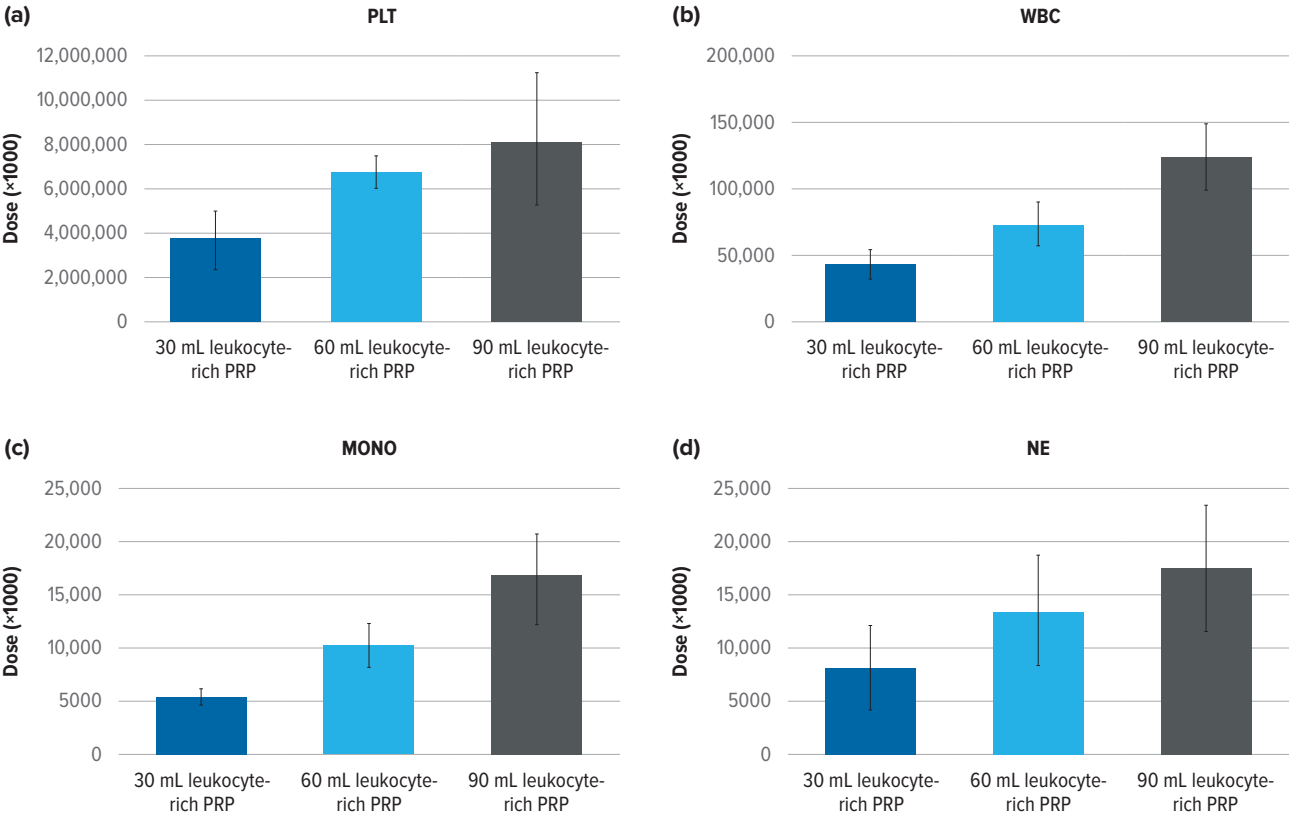 (a)
PLT
Dose (×1000)
12,000,000
10,000,000
8,000,000
6,000,000
4,000,000
2,000,000
0
30 mL leukocyte-
rich PRP
60 mL leukocyte-
rich PRP
90 mL leukocyte-
rich PRP
(b)
WBC
Dose (×1000)
200,000
150,000
100,000
50,000
0
30 mL leukocyte-
rich PRP
60 mL leukocyte-
rich PRP
90 mL leukocyte-
rich PRP
(c)
MONO
Dose (×1000)
25,000
20,000
15,000
10,000
5000
0
30 mL leukocyte-
rich PRP
60 mL leukocyte-
rich PRP
90 mL leukocyte-
rich PRP
(d)
NE
Dose (×1000)
25,000
20,000
15,000
10,000
5000
0
30 mL leukocyte-
rich PRP
60 mL leukocyte-
rich PRP
90 mL leukocyte-
rich PRP